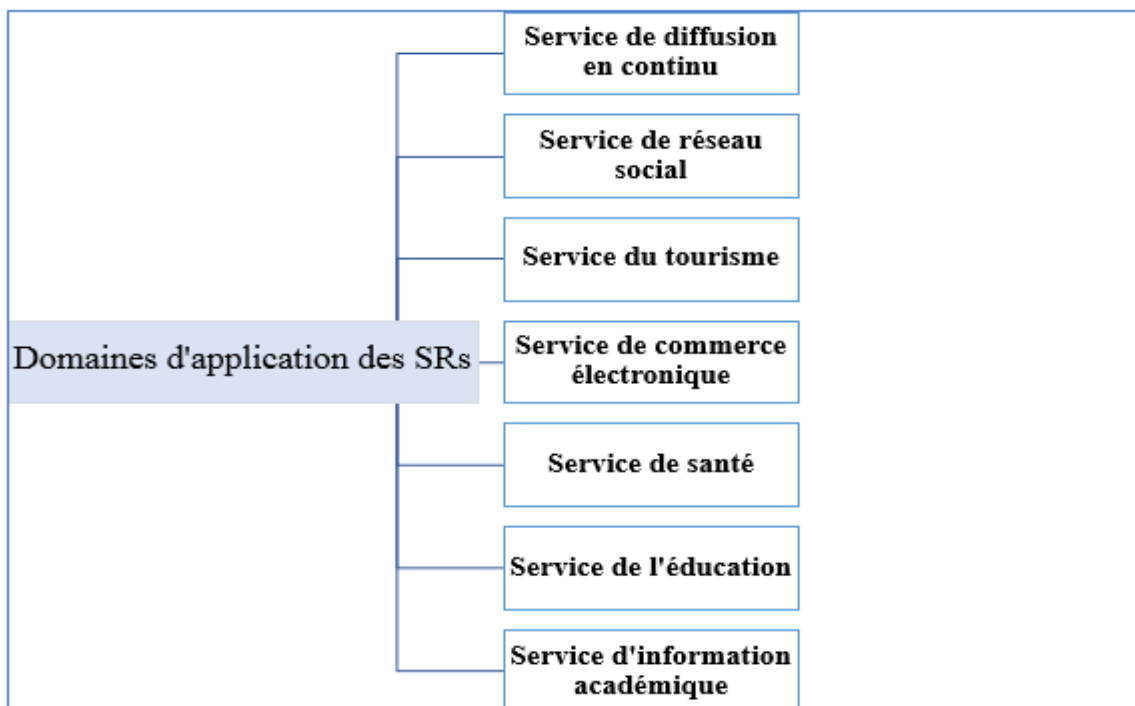 Service de diffusion
en continu
Service de réseau
social
Service du tourisme
Domaines d'application des SRs
Service de commerce
électronique
Service de santé
Service de l'éducation
Service d'information
académique